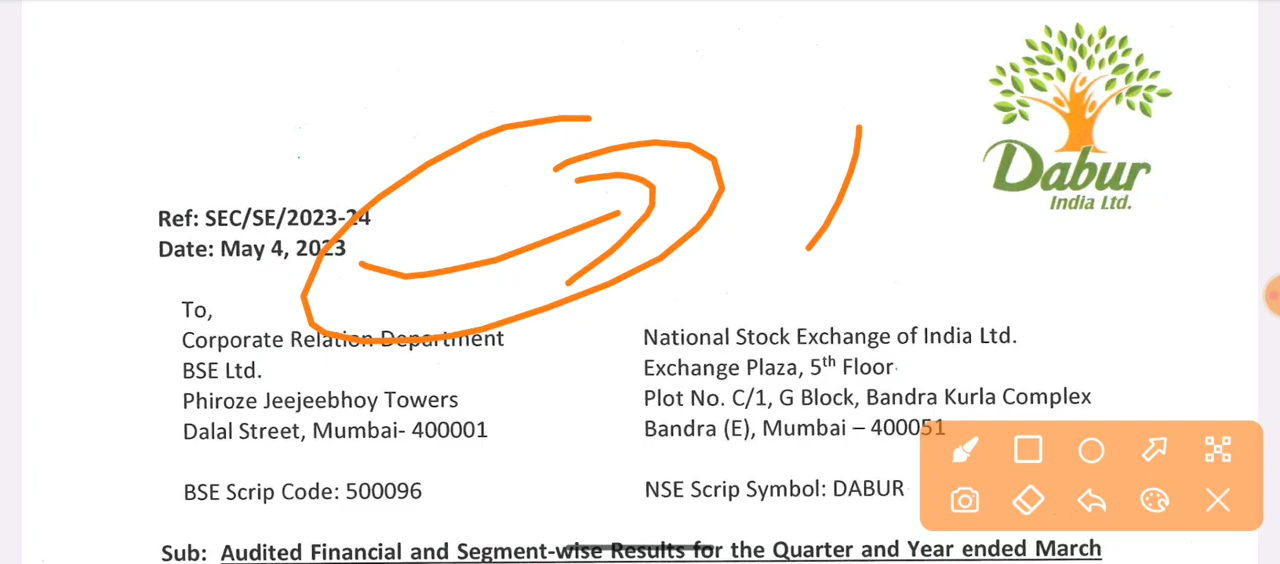 Dabur
India Ltd.
Ref: SEC/SE/2023-24
Date: May 4, 2023
To,
Corporate Relation Department
BSE Ltd.
Phiroze Jeejeebhoy Towers
Dalal Street, Mumbai- 400001
BSE Scrip Code: 500096
National Stock Exchange of India Ltd.
Exchange Plaza, 5th Floor
Plot No. C/1, G Block, Bandra Kurla Complex
Bandra (E), Mumbai – 400051
NSE Scrip Symbol: DABUR
Sub: Audited Financial and Segment-wise Results for the Quarter and Year ended March